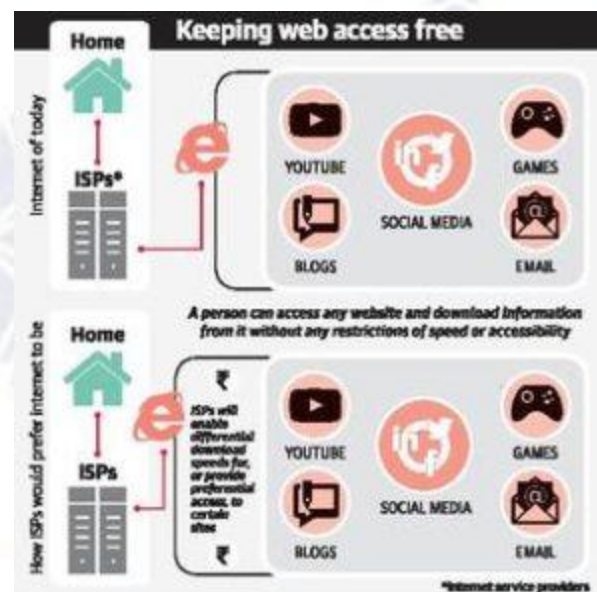 Keeping web access free
Internet of today
Home
ISPs*
YOUTUBE
GAMES
SOCIAL MEDIA
BLOGS
EMAIL
A person can access any website and download information
from it without any restrictions of speed or accessibility
How ISPs would prefer internet to be
Home
ISPs
₹
ISPs will
enable
differential
download
speeds for,
or provide
preferential
access, to
certain
sites
₹
YOUTUBE
GAMES
SOCIAL MEDIA
BLOGS
EMAIL
*Internet service providers